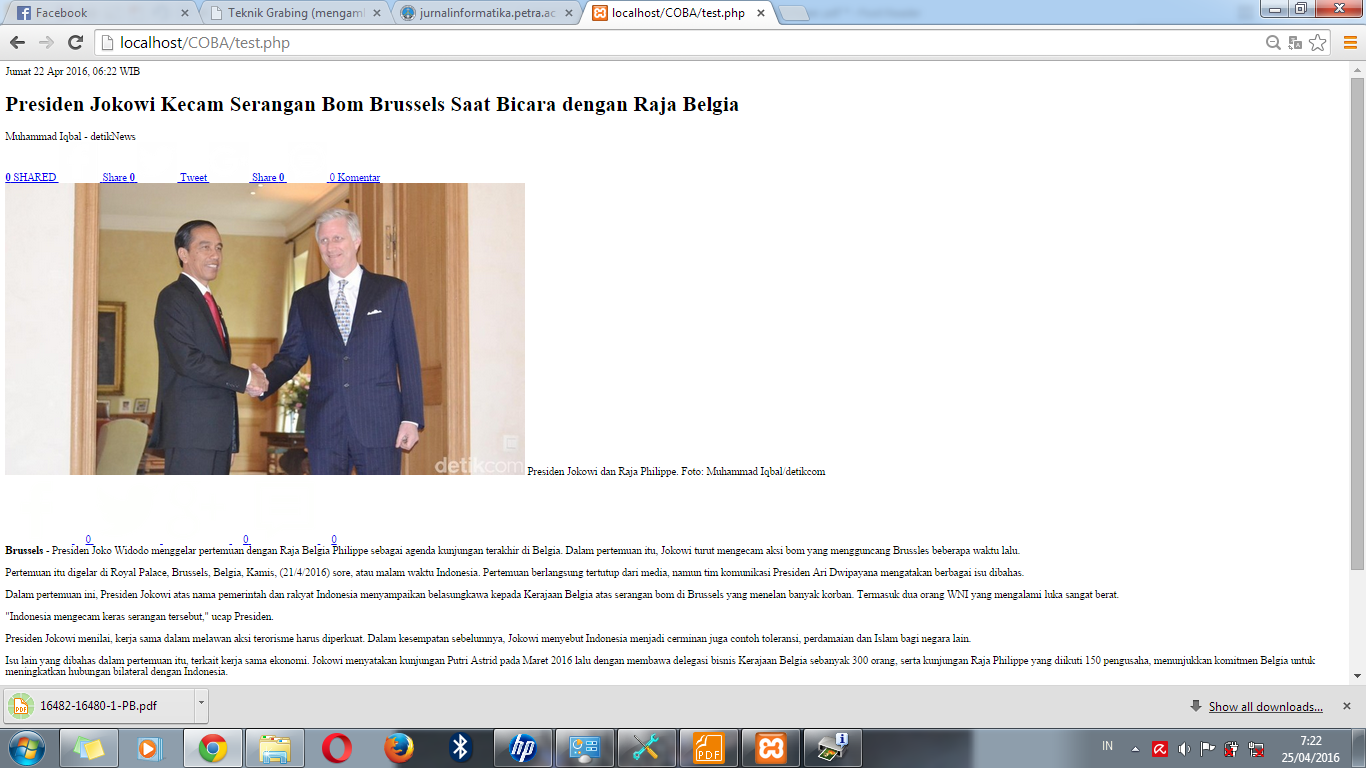 Facebook
Teknik Grabing (mengaml
jurnalinformatika.petra.ac.
localhost/COBA/test.php
localhost/COBA/test.php
Jumat 22 Apr 2016, 06:22 WIB
Presiden Jokowi Kecam Serangan Bom Brussels Saat Bicara dengan Raja Belgia
Muhammad Iqbal - detikNews
0 SHARED Share 0 Tweet Share 0 0 Komentar
detikcom
Presiden Jokowi dan Raja Philippe. Foto: Muhammad Iqbal/detikcom
0 0 0
Brussels - Presiden Joko Widodo menggelar pertemuan dengan Raja Belgia Philippe sebagai agenda kunjungan terakhir di Belgia. Dalam pertemuan itu, Jokowi turut mengecam aksi bom yang mengguncang Brussles beberapa waktu lalu.
Pertemuan itu digelar di Royal Palace, Brussels, Belgia, Kamis, (21/4/2016) sore, atau malam waktu Indonesia. Pertemuan berlangsung tertutup dari media, namun tim komunikasi Presiden Ari Dwipayana mengatakan berbagai isu dibahas.
Dalam pertemuan ini, Presiden Jokowi atas nama pemerintah dan rakyat Indonesia menyampaikan belasungkawa kepada Kerajaan Belgia atas serangan bom di Brussels yang menelan banyak korban. Termasuk dua orang WNI yang mengalami luka sangat berat.
"Indonesia mengecam keras serangan tersebut," ucap Presiden.
Presiden Jokowi menilai, kerja sama dalam melawan aksi terorisme harus diperkuat. Dalam kesempatan sebelumnya, Jokowi menyebut Indonesia menjadi cerminan juga contoh toleransi, perdamaian dan Islam bagi negara lain.
Isu lain yang dibahas dalam pertemuan itu, terkait kerja sama ekonomi. Jokowi menyatakan kunjungan Putri Astrid pada Maret 2016 lalu dengan membawa delegasi bisnis Kerajaan Belgia sebanyak 300 orang, serta kunjungan Raja Philippe yang diikuti 150 pengusaha, menunjukkan komitmen Belgia untuk
meningkatkan hubungan bilateral dengan Indonesia.
16482-16480-1-PB.pdf
Show all downloads...
hp
PDF
IN
7:22
25/04/2016